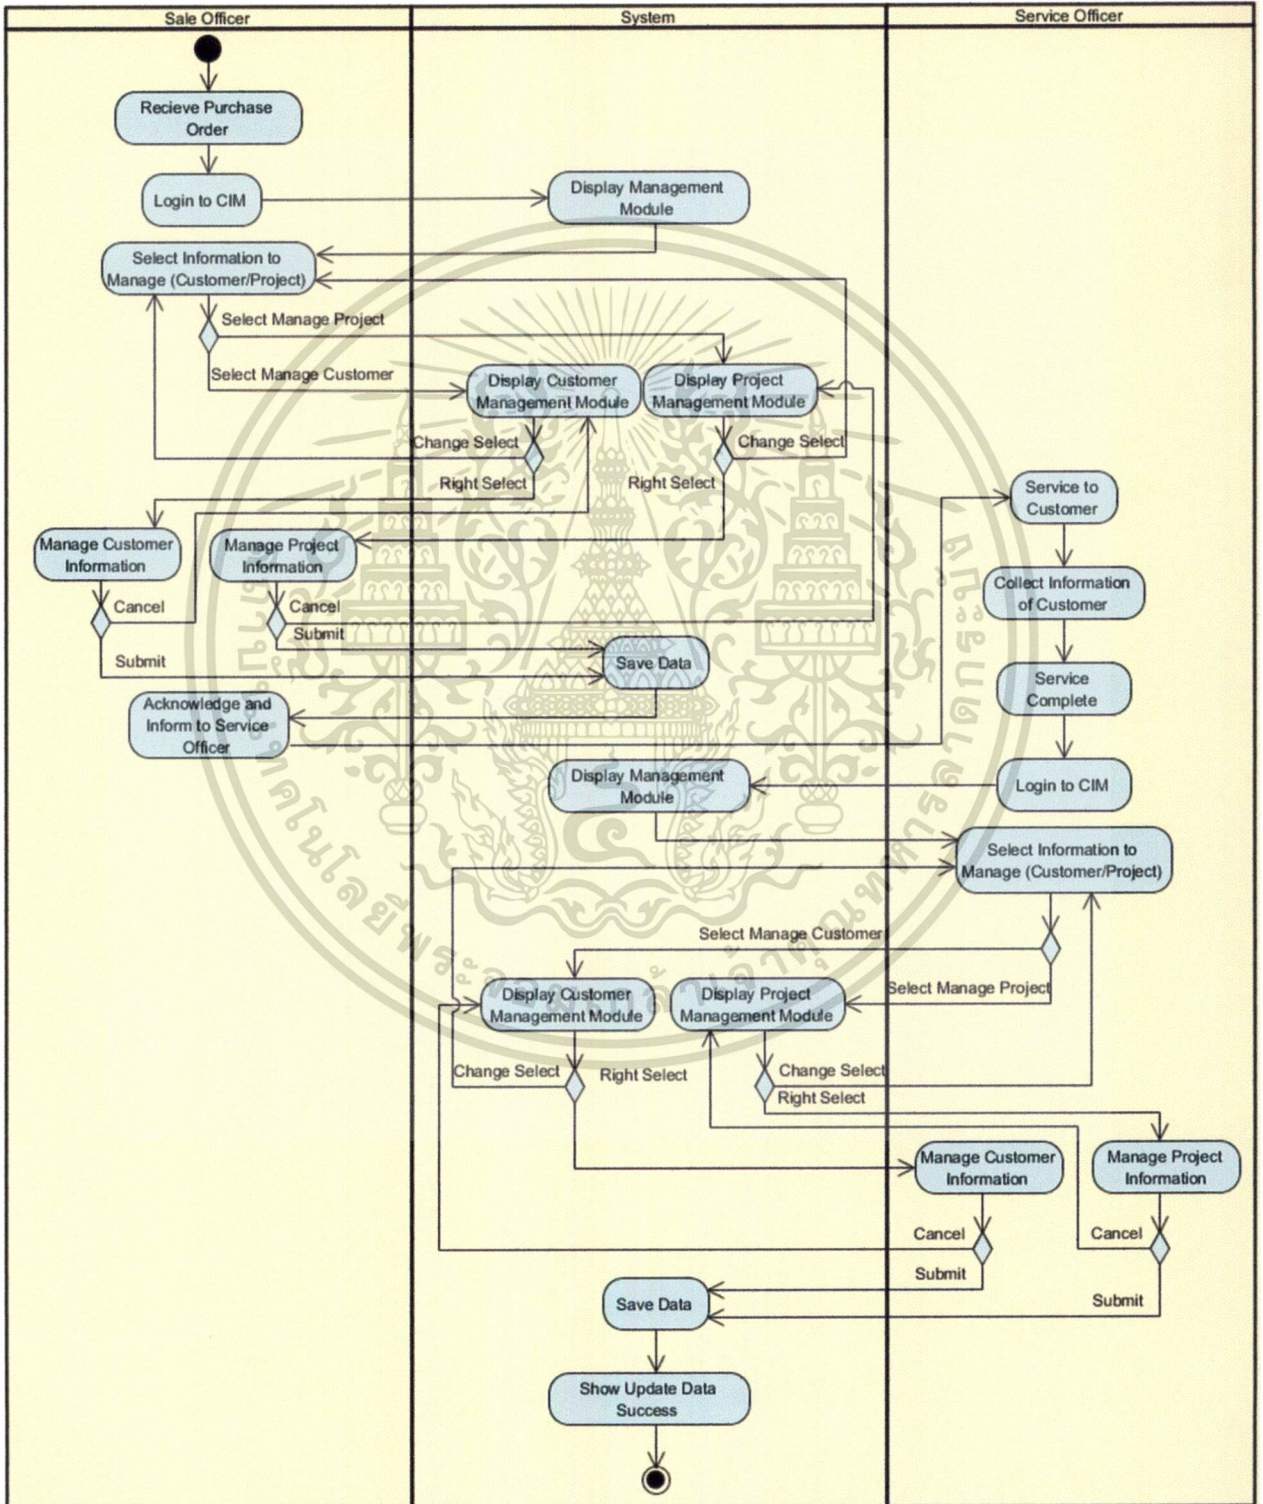 Sale Officer
System
Service Officer
Recieve Purchase
Order
Login to CIM
Display Management
Module
Select Information to
Manage (Customer/Project)
Select Manage Project
Select Manage Customer
Display Customer
Management Module
Display Project
Management Module
Change Select
Change Select
Right Select
Right Select
Service to
Customer
Manage Customer
Information
Manage Project
Information
Collect Information
of Customer
Cancel
Cancel
Submit
Submit
Save Data
Service
Complete
Acknowledge and
Inform to Service
Officer
Display Management
Module
Login to CIM
Select Information to
Manage (Customer/Project)
Select Manage Customer
Select Manage Project
Display Customer
Management Module
Display Project
Management Module
Change Select
Right Select
Change Select
Right Select
Manage Customer
Information
Manage Project
Information
Cancel
Cancel
Submit
Submit
Save Data
Show Update Data
Success